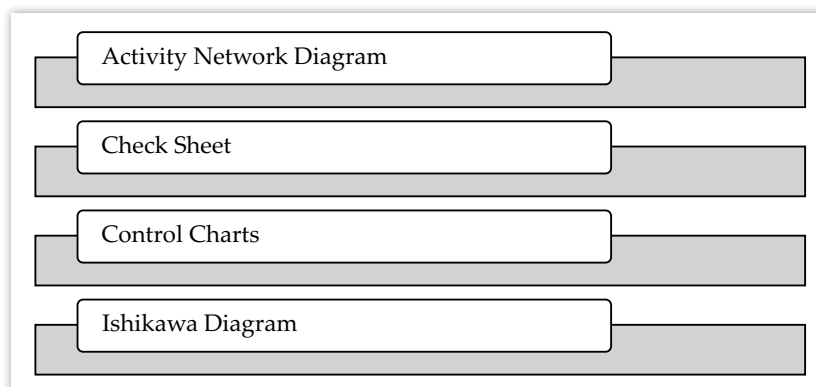 Activity Network Diagram
Check Sheet
Control Charts
Ishikawa Diagram